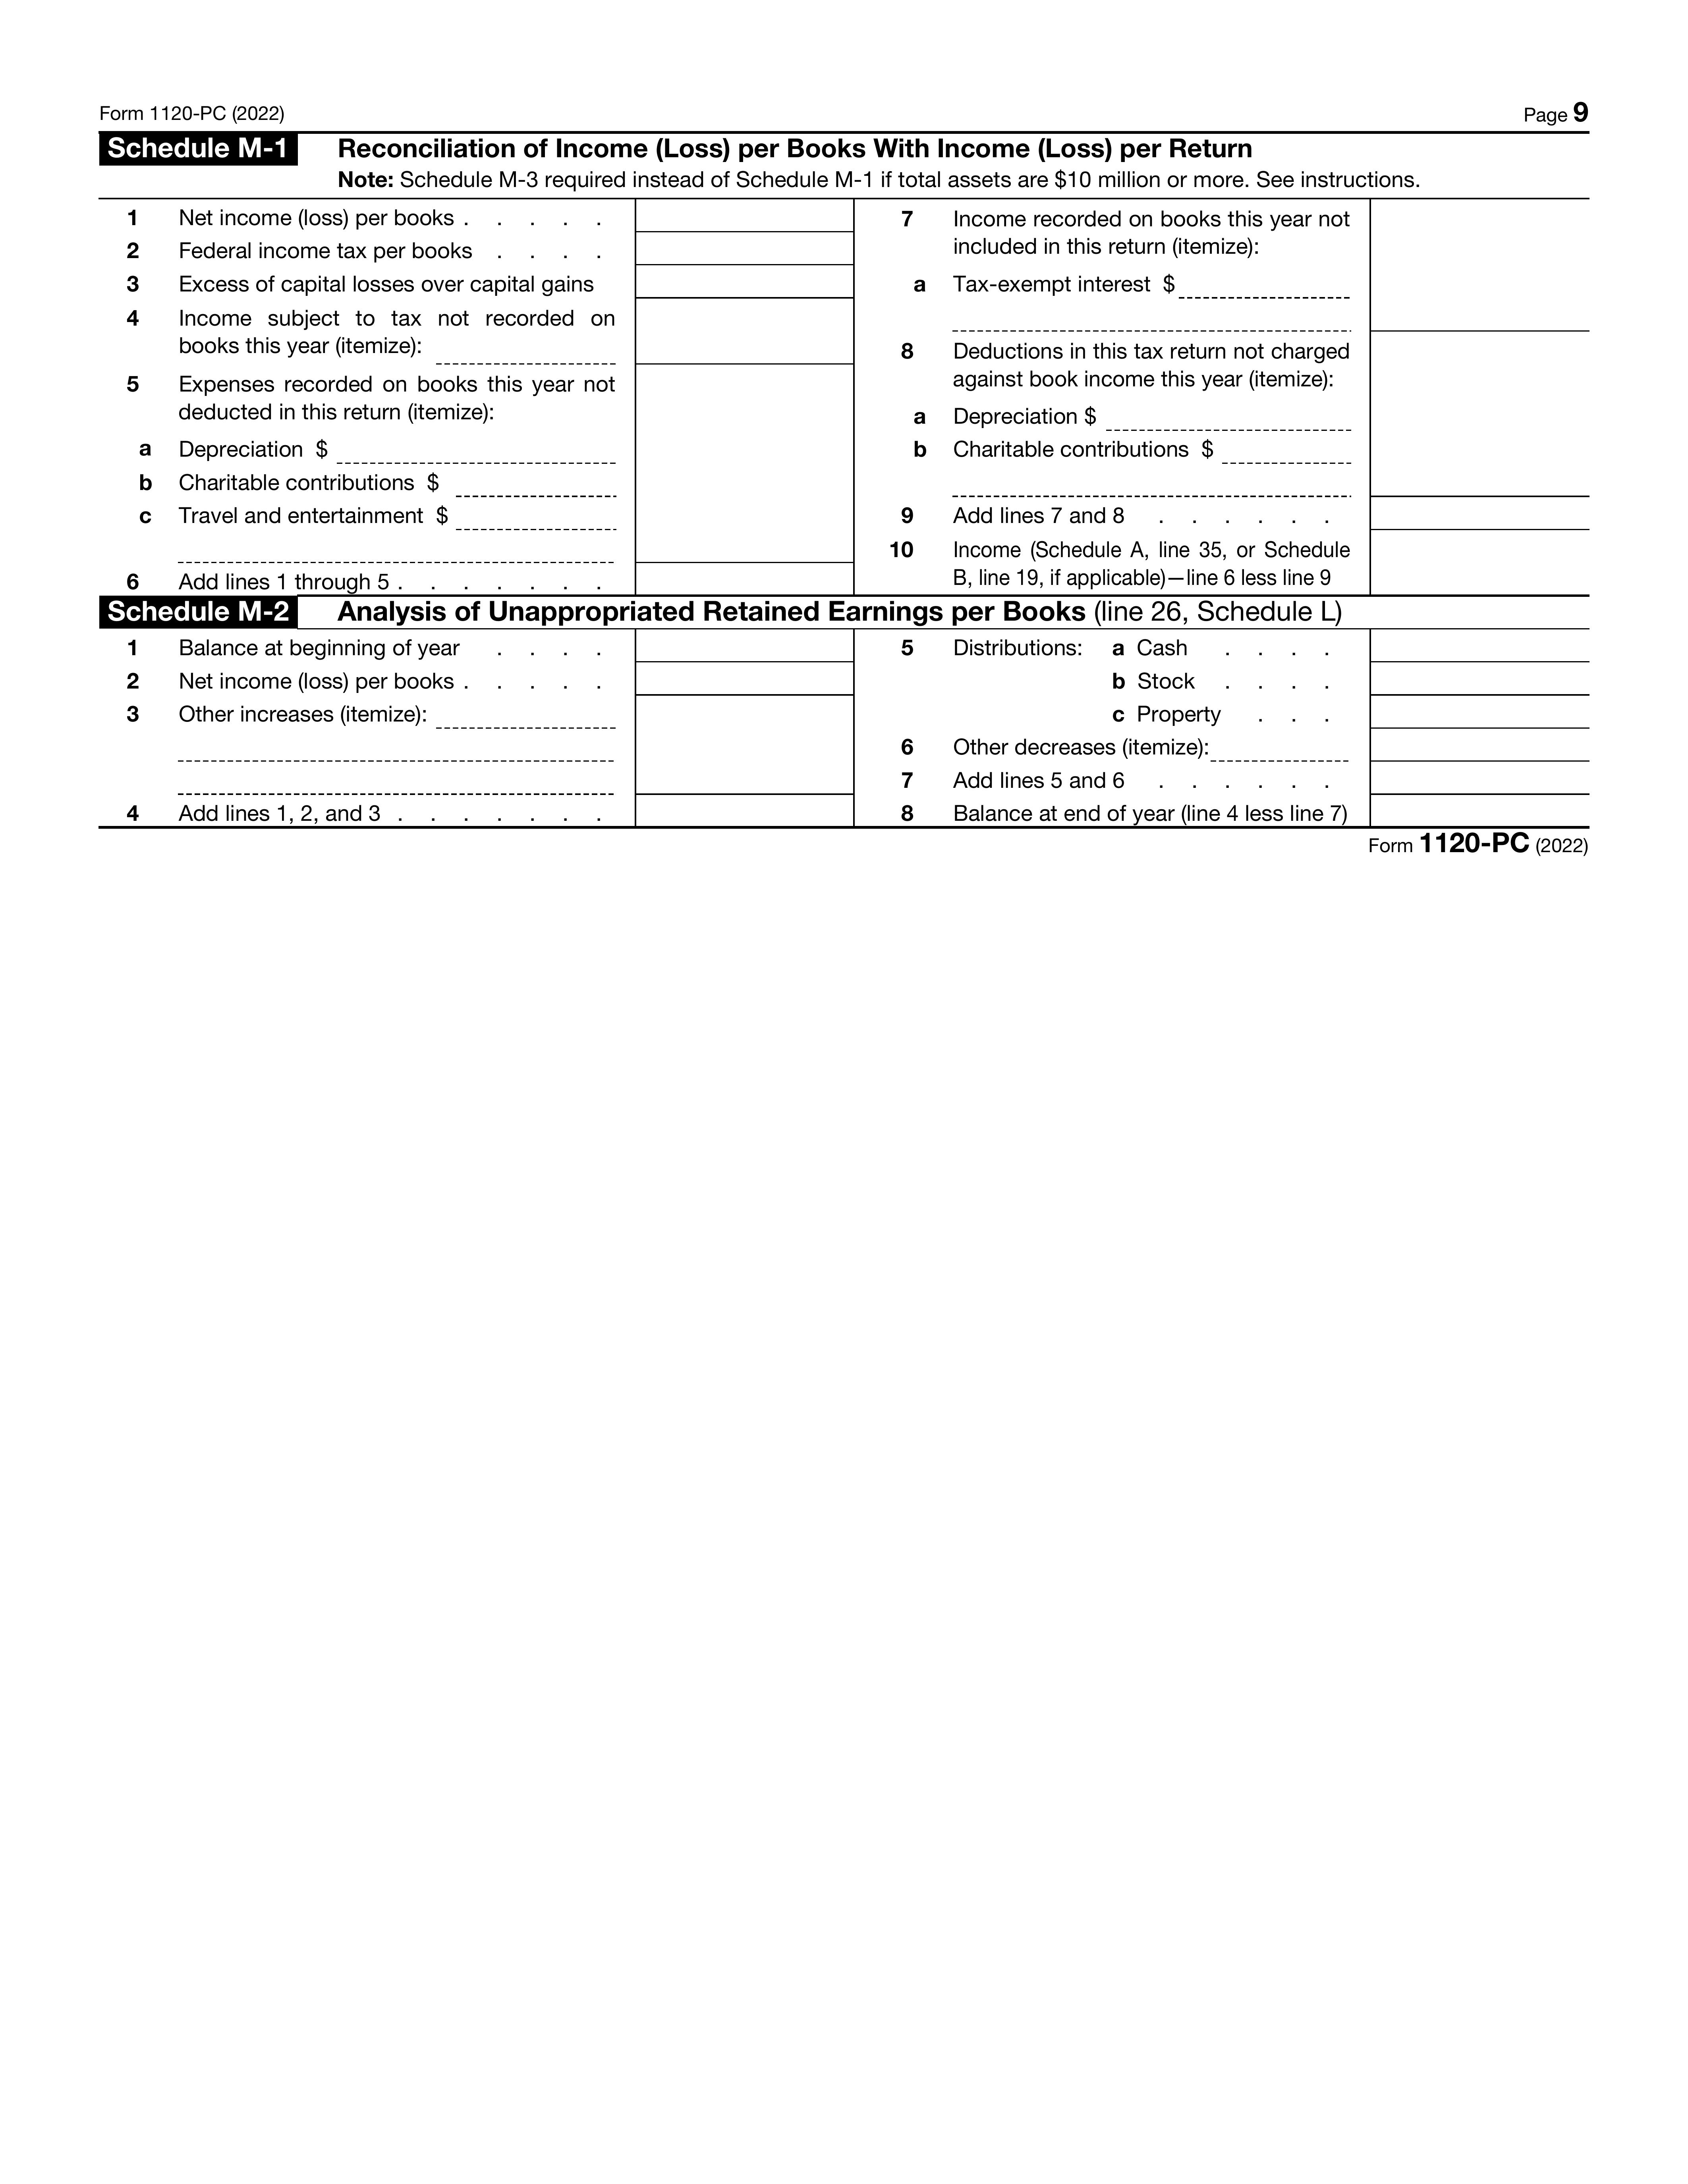 Form 1120-PC (2022)
Page 9
Schedule M-1
Reconciliation of Income (Loss) per Books With Income (Loss) per Return
Note: Schedule M-3 required instead of Schedule M-1 if total assets are $10 million or more. See instructions.
1 Net income (loss) per books . . . . .
2 Federal income tax per books . . . .
3 Excess of capital losses over capital gains
4 Income subject to tax not recorded on
books this year (itemize):
5 Expenses recorded on books this year not
deducted in this return (itemize):
a Depreciation $
b Charitable contributions $
c Travel and entertainment $
6 Add lines 1 through 5 . . . . . . .
7 Income recorded on books this year not
included in this return (itemize):
a Tax-exempt interest $
8 Deductions in this tax return not charged
against book income this year (itemize):
a Depreciation $
b Charitable contributions $
9 Add lines 7 and 8 . . . . . .
10 Income (Schedule A, line 35, or Schedule
B, line 19, if applicable)—line 6 less line 9
Schedule M-2
Analysis of Unappropriated Retained Earnings per Books (line 26, Schedule L)
1 Balance at beginning of year . . . .
2 Net income (loss) per books . . . . .
3 Other increases (itemize):
4 Add lines 1, 2, and 3 . . . . . . .
5 Distributions: a Cash . . . .
b Stock . . . .
c Property . . .
6 Other decreases (itemize):
7 Add lines 5 and 6 . . . . . .
8 Balance at end of year (line 4 less line 7)
Form 1120-PC (2022)